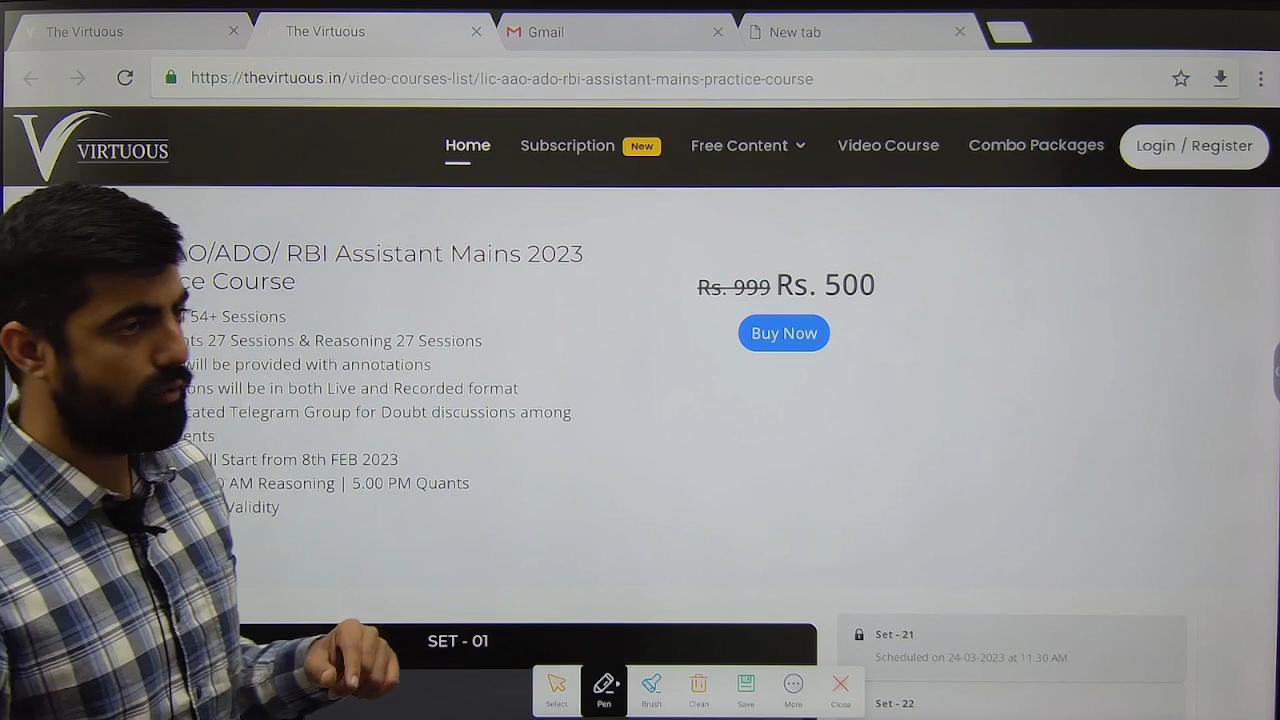 The Virtuous
The Virtuous
Gmail
New tab
https://thevirtuous.in/video-courses-list/lic-aao-ado-rbi-assistant-mains-practice-course
VIRTUOUS
Home
Subscription
New
Free Content
Video Course
Combo Packages
Login / Register
O/ADO/ RBI Assistant Mains 2023
ce Course
54+ Sessions
nts 27 Sessions & Reasoning 27 Sessions
will be provided with annotations
ons will be in both Live and Recorded format
cated Telegram Group for Doubt discussions among
ents
ll Start from 8th FEB 2023
0 AM Reasoning | 5.00 PM Quants
Validity
Rs. 999 Rs. 500
Buy Now
SET - 01
Set - 21
Scheduled on 24-03-2023 at 11:30 AM
Set - 22
Select
Pen
Brush
Clean
Save
More
Close